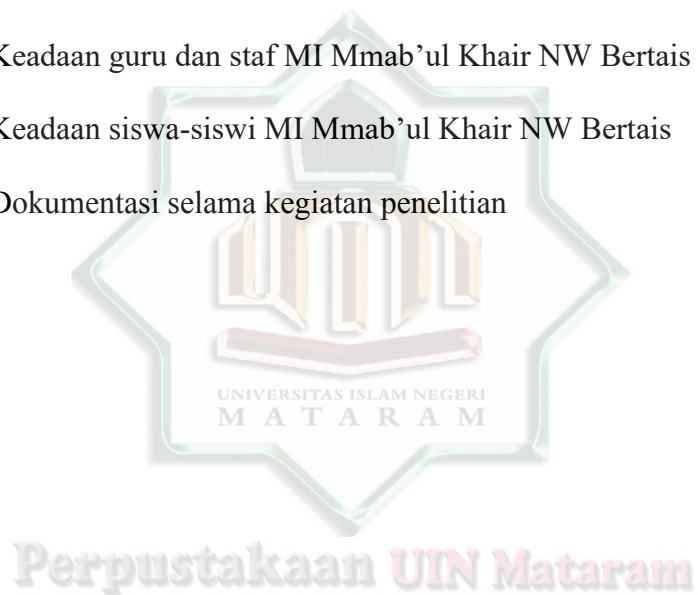 Keadaan guru dan staf MI Mmab’ul Khair NW Bertais
Keadaan siswa-siswi MI Mmab’ul Khair NW Bertais
Dokumentasi selama kegiatan penelitian
UNIVERSITAS ISLAM NEGERI
MATARAM
Perpustakaan UIN Mataram